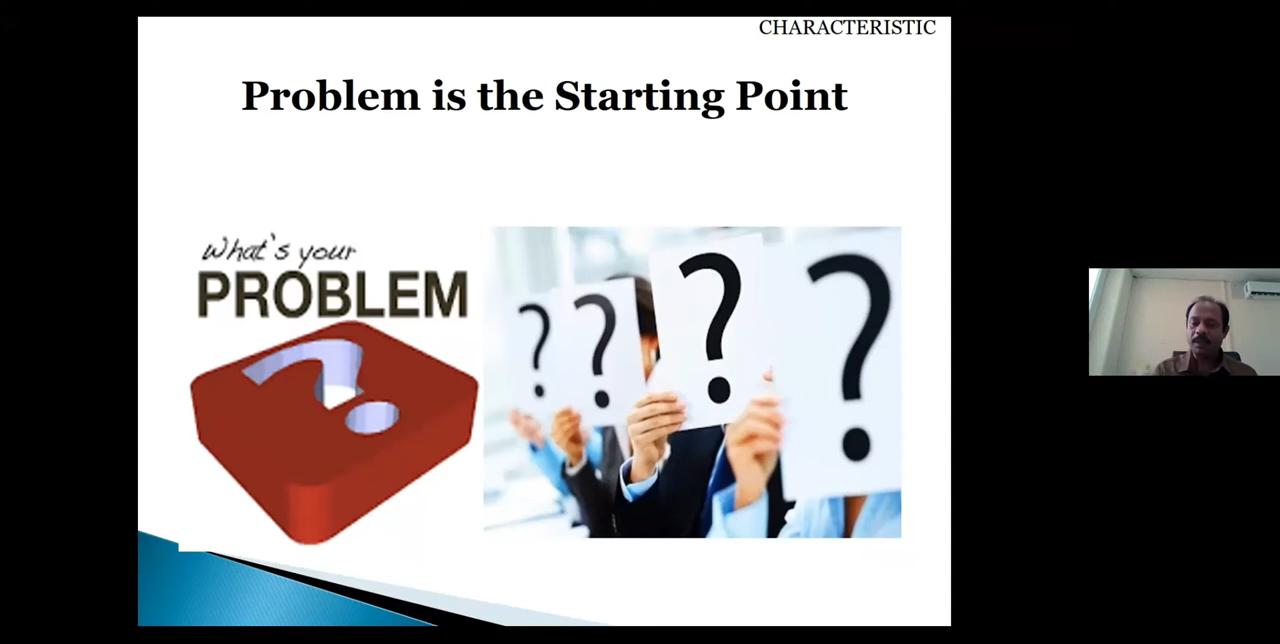 CHARACTERISTIC
Problem is the Starting Point
What's your
PROBLEM
?
? ? ? ?